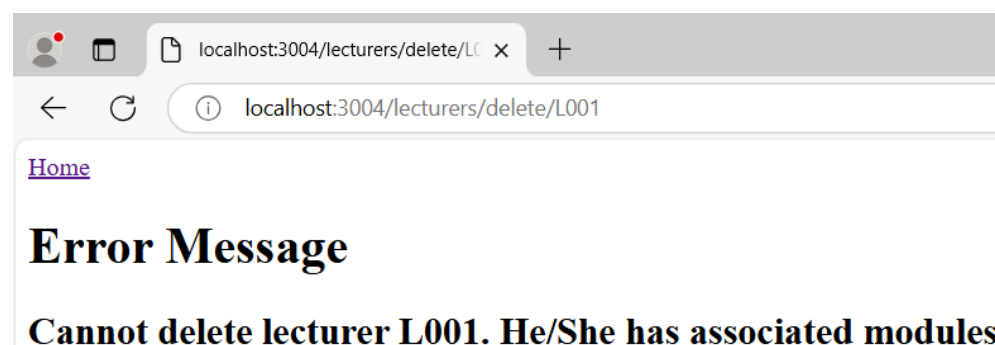 localhost:3004/lecturers/delete/L
localhost:3004/lecturers/delete/L001
Home
Error Message
Cannot delete lecturer L001. He/She has associated modules